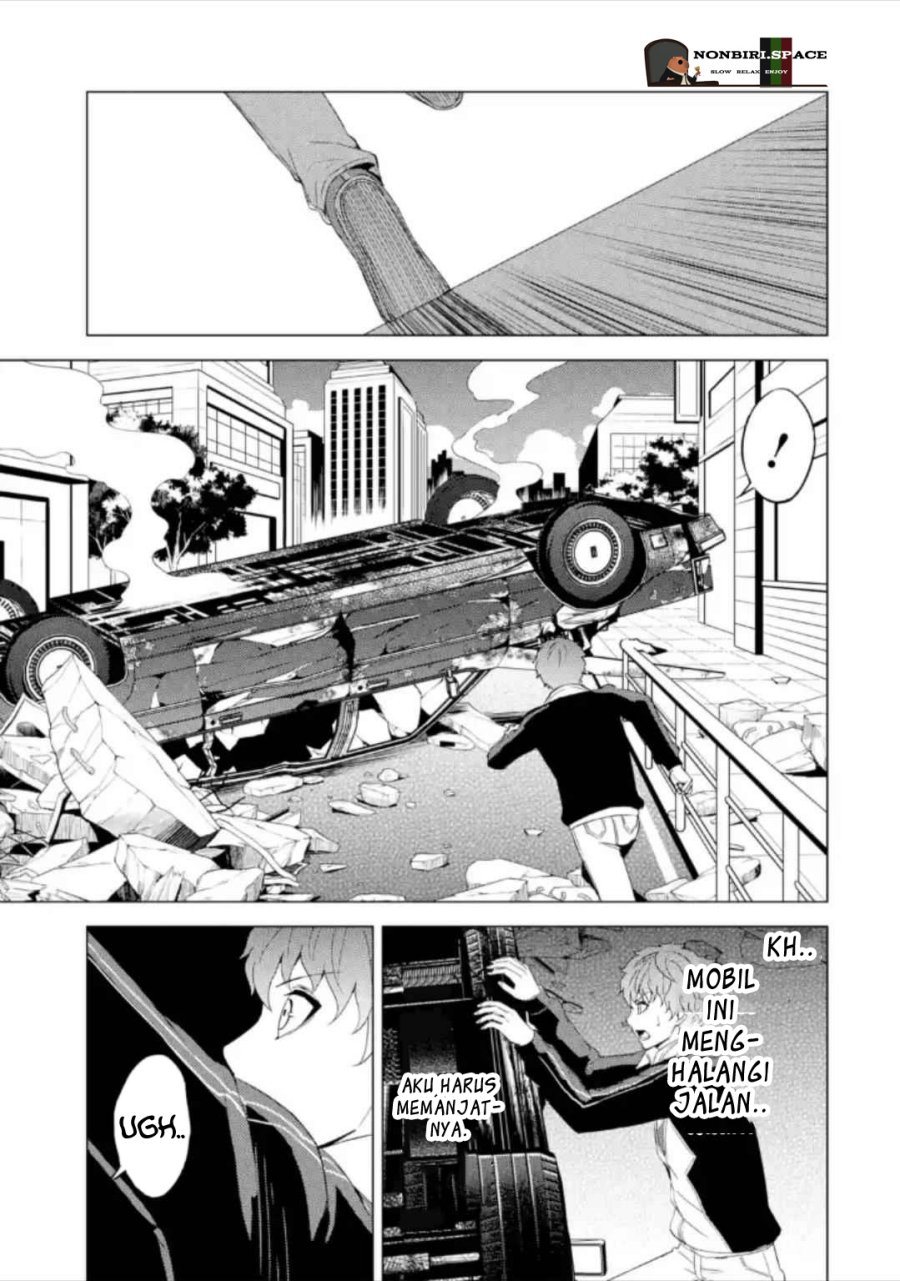 NONBIRI.SPACE
SLOW RELAX ENJOY
!
KH..
MOBIL
INI
MENG-
HALANGI
JALAN..
AKU HARUS
MEMANJAT-
NYA.
UGH..